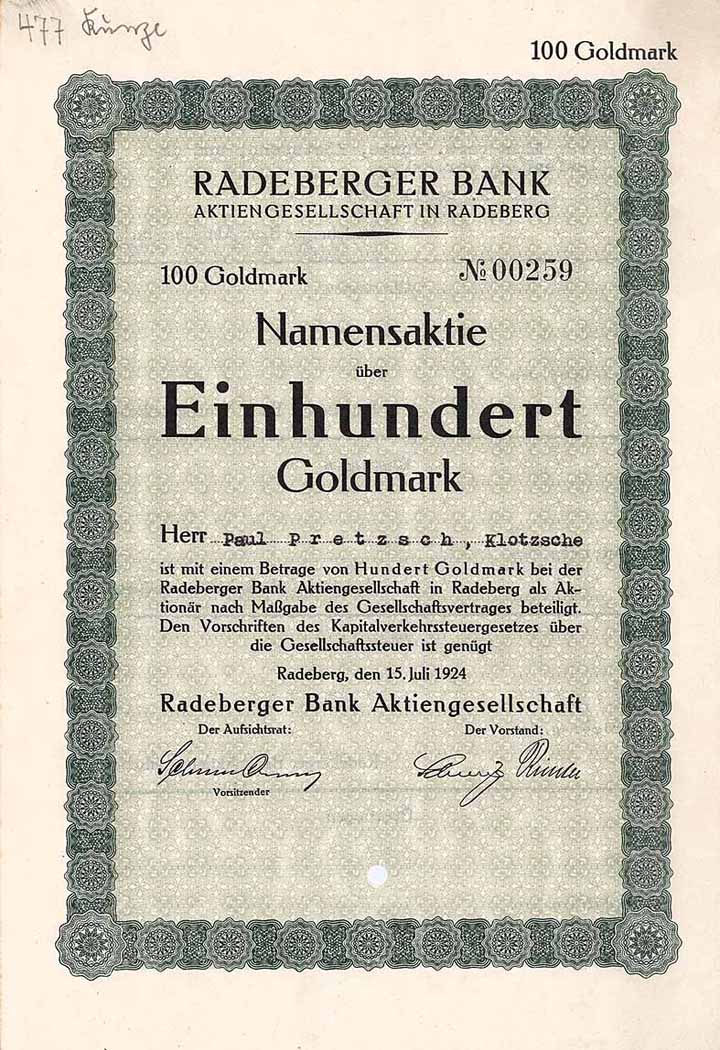 477 Kunze
100 Goldmark
RADEBERGER BANK
AKTIENGESELLSCHAFT IN RADEBERG
100 Goldmark № 00259
Namensaktie
über
Einhundert
Goldmark
Herr Paul Pretzsch, Klotzsche
ist mit einem Betrage von Hundert Goldmark bei der
Radeberger Bank Aktiengesellschaft in Radeberg als Ak-
tionär nach Maßgabe des Gesellschaftsvertrages beteiligt.
Den Vorschriften des Kapitalverkehrssteuergesetzes über
die Gesellschaftssteuer ist genügt
Radeberg, den 15. Juli 1924
Radeberger Bank Aktiengesellschaft
Der Aufsichtsrat: Der Vorstand:
Vorsitzender